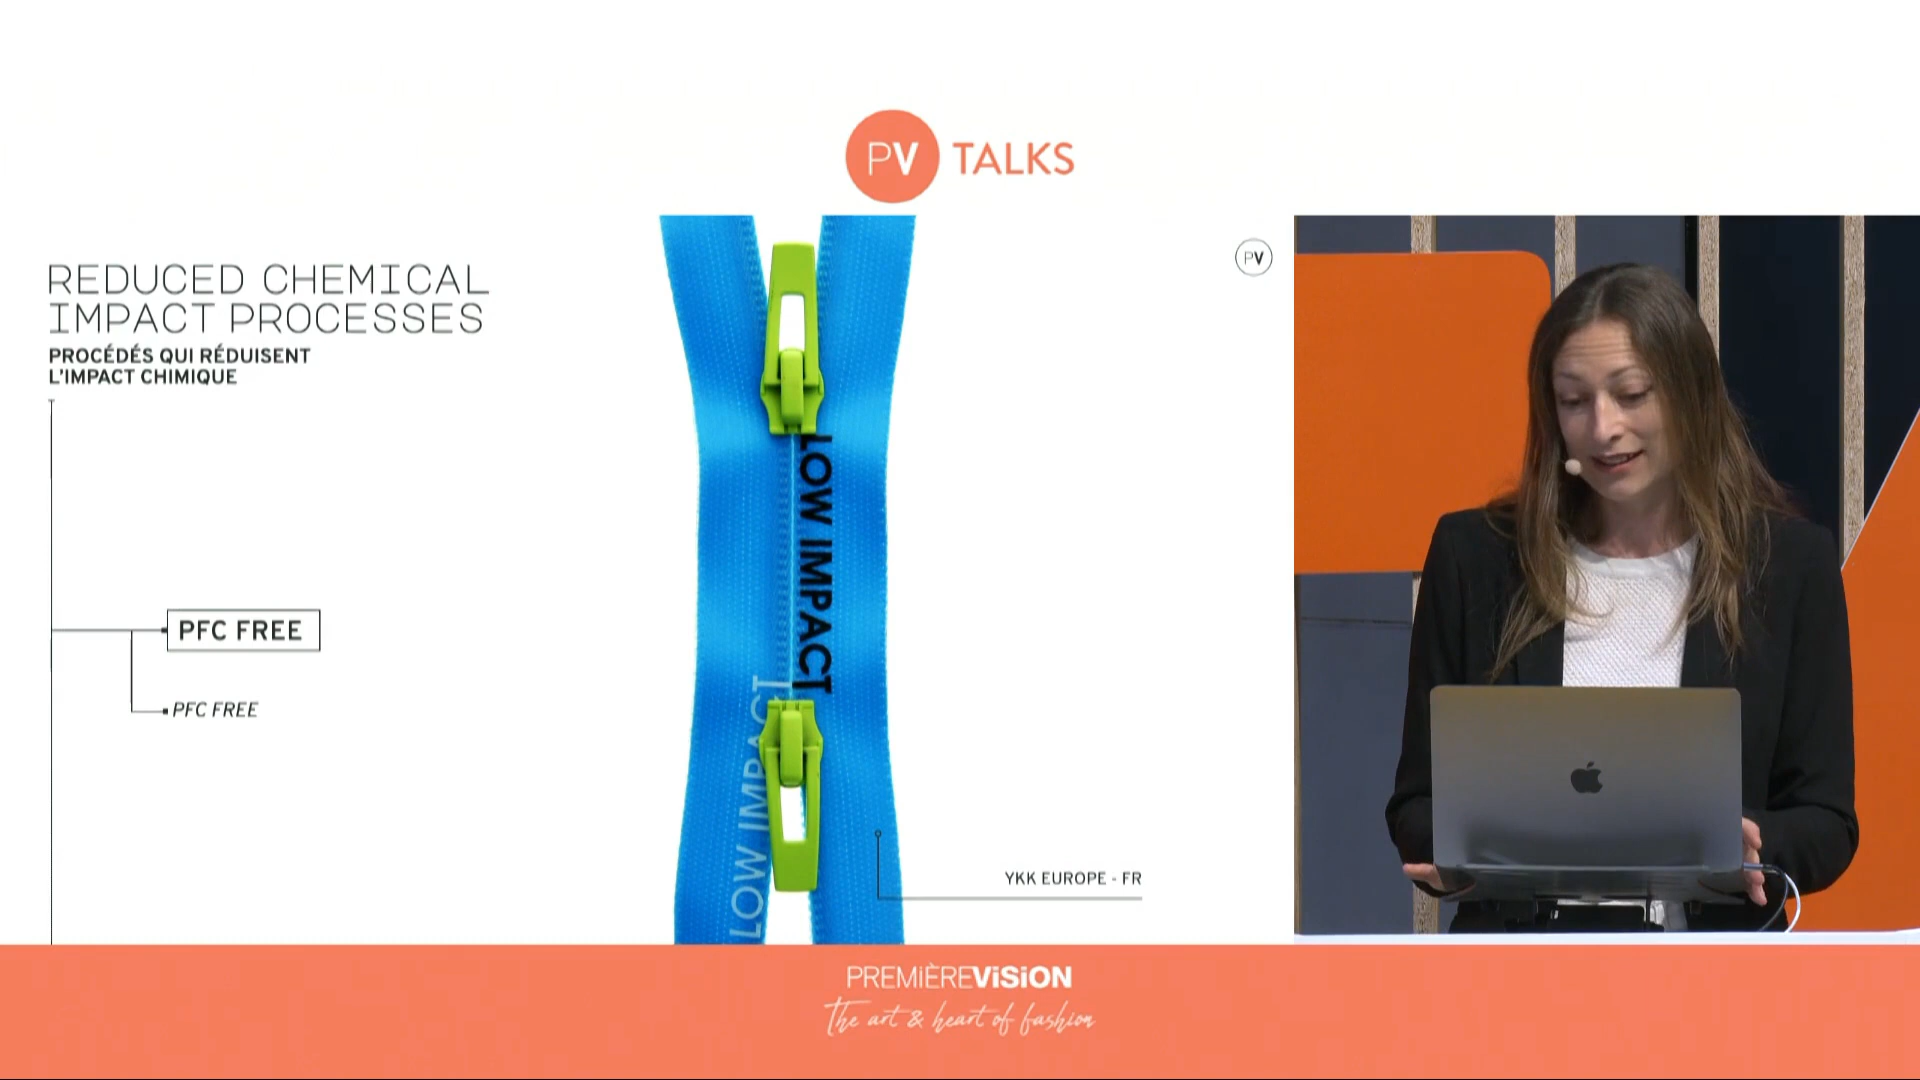 PV TALKS
REDUCED CHEMICAL
IMPACT PROCESSES
PROCÉDÉS QUI RÉDUISENT
L'IMPACT CHIMIQUE
PV
LOW IMPACT
PFC FREE
PFC FREE
LOW IMPACT
YKK EUROPE - FR
PREMIÈREVISION
The art & heart of fashion